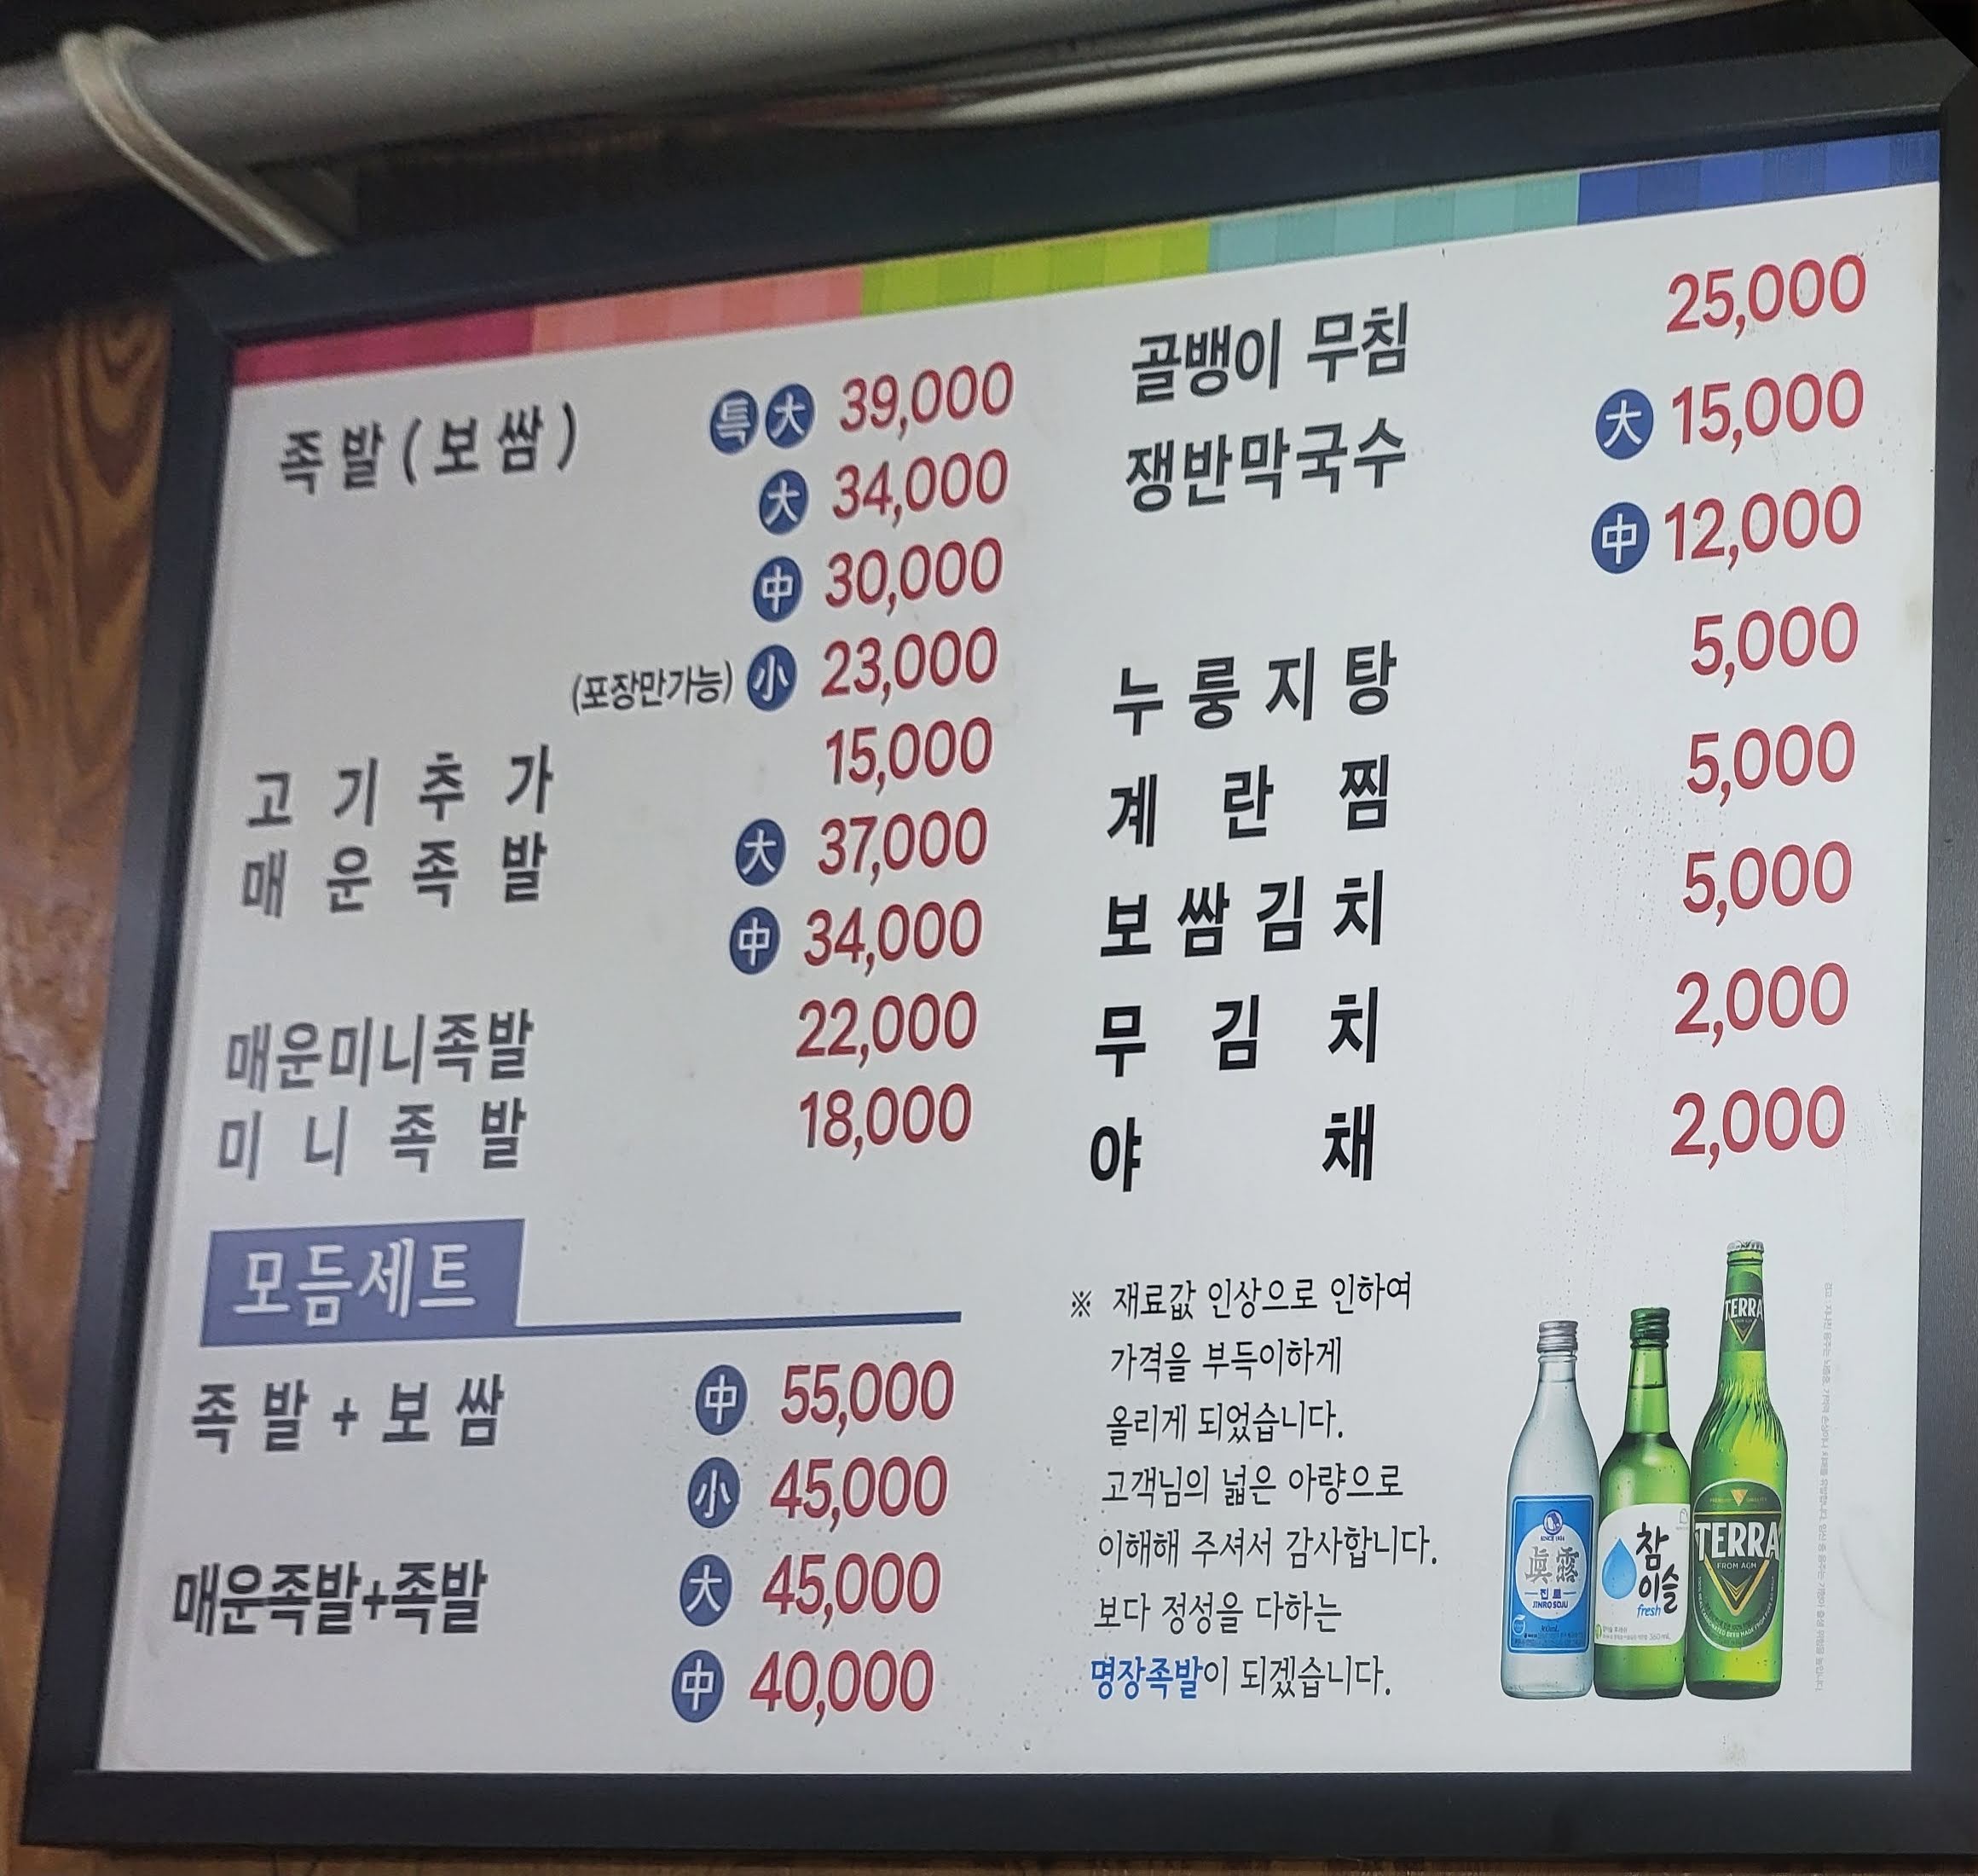 족발(보쌈) 특 大 39,000
大 34,000
中 30,000
(포장만가능) 小 23,000
고기추가 15,000
매운족발 大 37,000
中 34,000
매운미니족발 22,000
미니족발 18,000
모듬세트
족발+보쌈 中 55,000
小 45,000
매운족발+족발 大 45,000
中 40,000
골뱅이 무침 25,000
쟁반막국수 大 15,000
中 12,000
누룽지탕 5,000
계란찜 5,000
보쌈김치 5,000
무김치 2,000
야채 2,000
※ 재료값 인상으로 인하여
가격을 부득이하게
올리게 되었습니다.
고객님의 넓은 아량으로
이해해 주셔서 감사합니다.
보다 정성을 다하는
명장족발이 되겠습니다.
SINCE 1924
眞露
진로
JINRO SOJU
참
이슬
fresh
TERRA
TERRA
FROM AGM